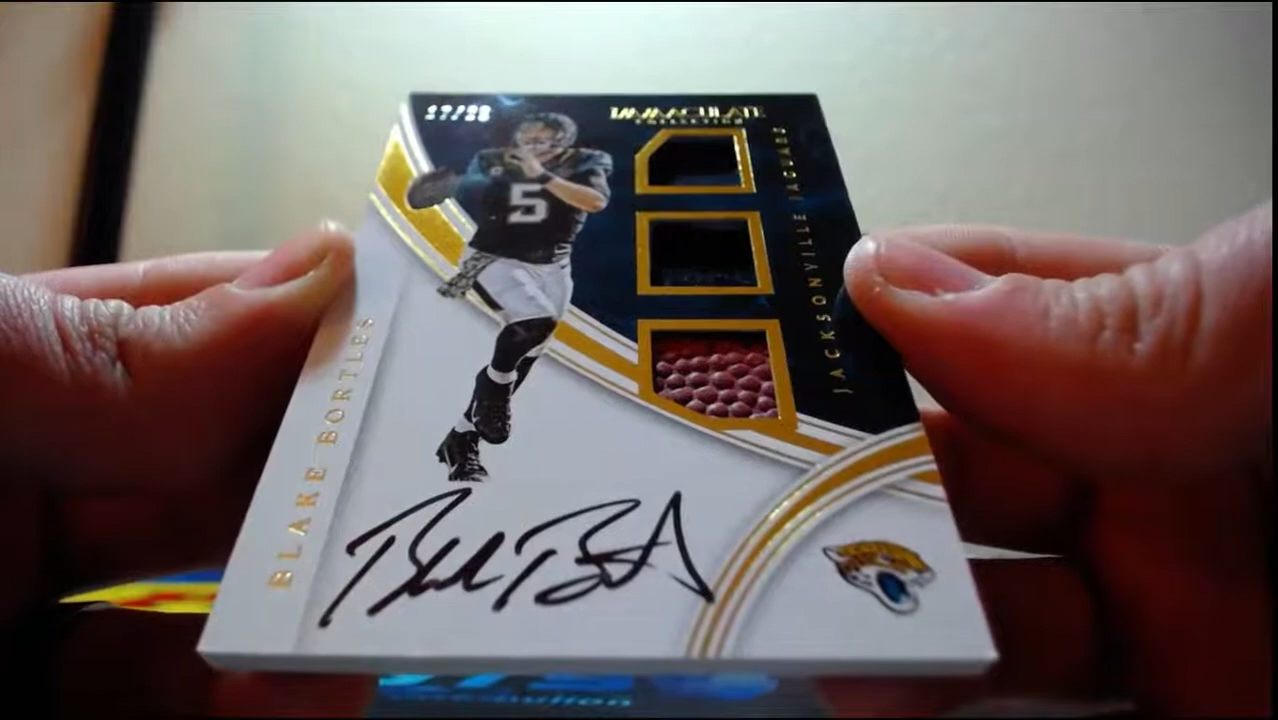 IMMACULATE
COLLECTION
5
JACKSONVILLE JAGUARS
BLAKE BORTLES